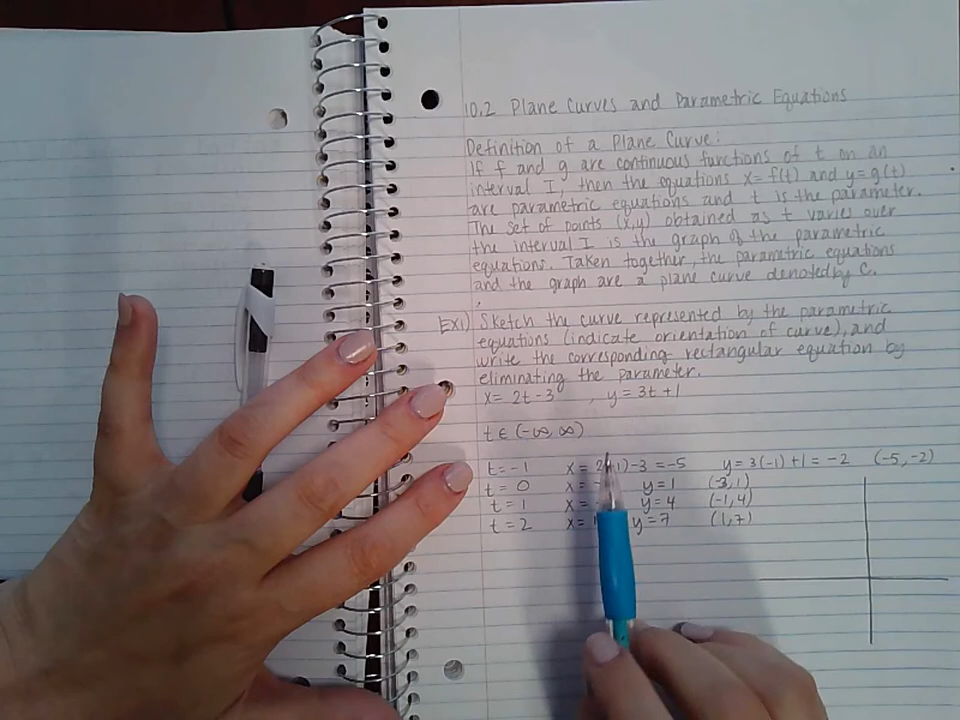 10.2 Plane Curves and Parametric Equations
Definition of a Plane Curve:
If f and g are continuous functions of t on an
interval I, then the equations x= f(t) and y=g(t)
are parametric equations and t is the parameter.
The set of points (x,y) obtained as t varies over
the interval I is the graph of the parametric
equations. Taken together, the parametric equations
and the graph are a plane curve denoted by C.
EX1) Sketch the curve represented by the parametric
equations (indicate orientation of curve), and
write the corresponding rectangular equation by
eliminating the parameter.
x= 2t-3 , y=3t+1
t∈(-∞,∞)
t=-1 x= 2(-1)-3 =-5 y= 3(-1)+1=-2 (-5,-2)
t=0 x= y=1 (-3,1)
t=1 x= y=4 (-1,4)
t=2 x= y=7 (1,7)